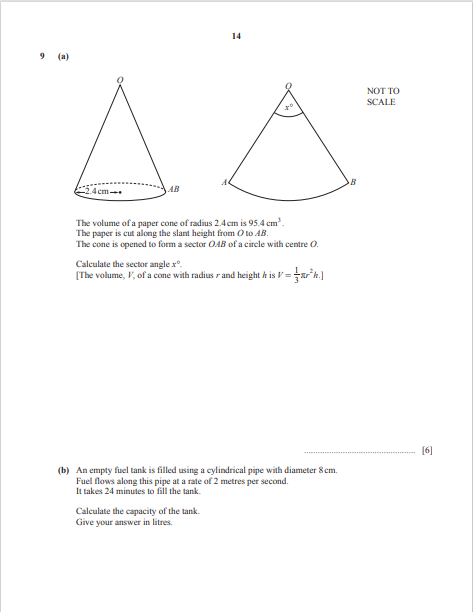 14
9 (a)
O
O
NOT TO
SCALE
x°
A
B
2.4 cm
AB
The volume of a paper cone of radius 2.4 cm is 95.4 cm³.
The paper is cut along the slant height from O to AB.
The cone is opened to form a sector OAB of a circle with centre O.
Calculate the sector angle x°.
[The volume, V, of a cone with radius r and height h is V = 1/3 πr²h.]
.................................................. [6]
(b) An empty fuel tank is filled using a cylindrical pipe with diameter 8 cm.
Fuel flows along this pipe at a rate of 2 metres per second.
It takes 24 minutes to fill the tank.
Calculate the capacity of the tank.
Give your answer in litres.